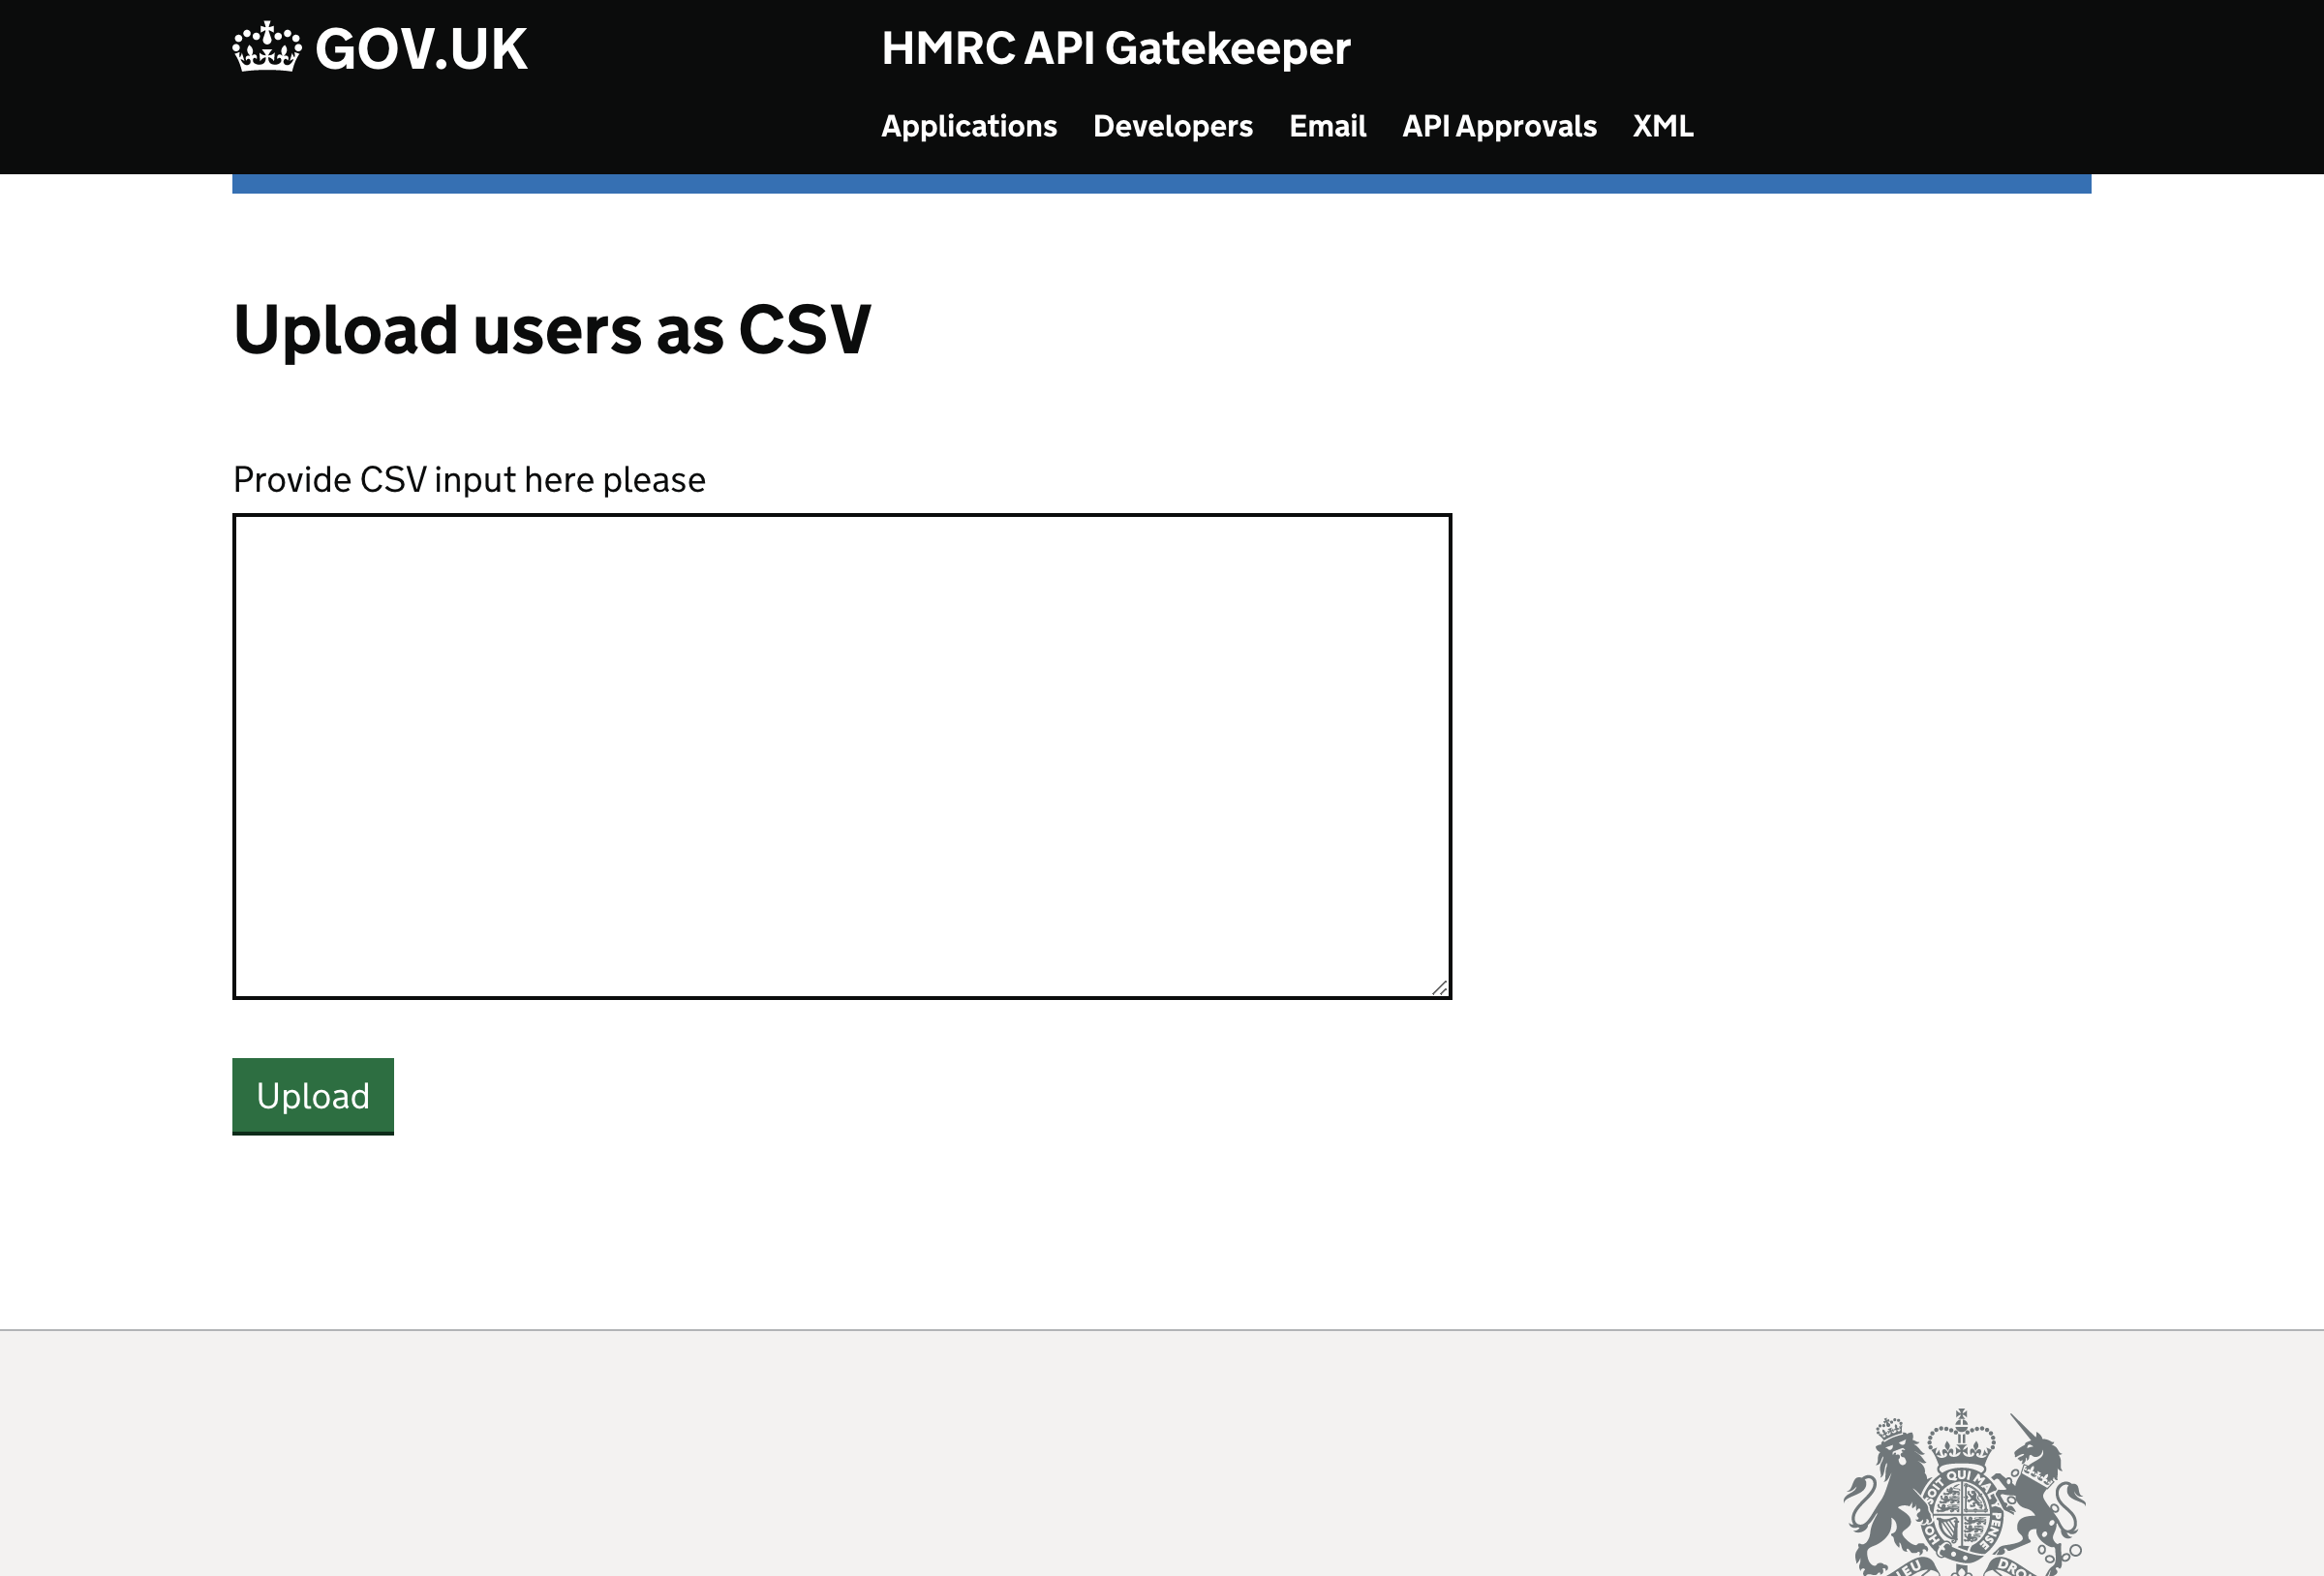 GOV.UK
HMRC API Gatekeeper
Applications Developers Email API Approvals XML
Upload users as CSV
Provide CSV input here please
Upload